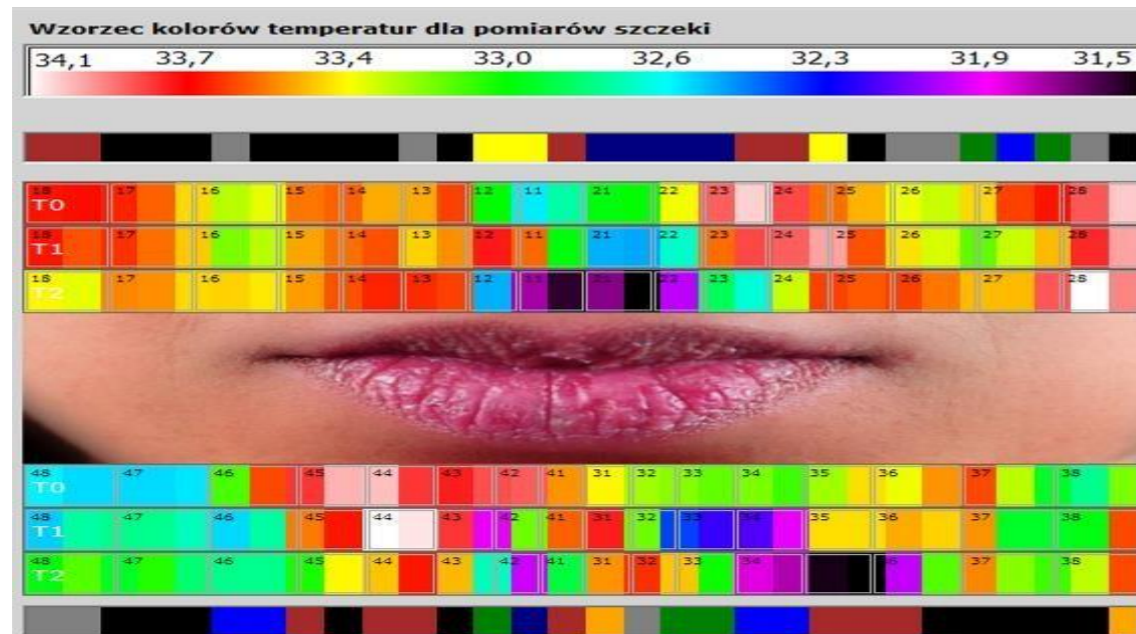 Wzorzec kolorów temperatur dla pomiarów szczeki
34,1 33,7 33,4 33,0 32,6 32,3 31,9 31,5
18 17 16 15 14 13 12 11 21 22 23 24 25 26 27 28
T0
18 17 16 15 14 13 12 11 21 22 23 24 25 26 27 28
T1
18 17 16 15 14 13 12 11 21 22 23 24 25 26 27 28
T2
48 47 46 45 44 43 42 41 31 32 33 34 35 36 37 38
T0
48 47 46 45 44 43 42 41 31 32 33 34 35 36 37 38
T1
48 47 46 45 44 43 42 41 31 32 33 34 36 37 38
T2